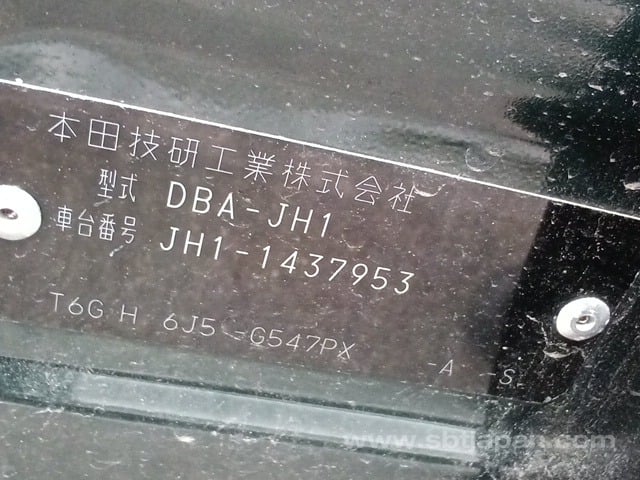 本田技研工業株式会社
型式 DBA-JH1
車台番号 JH1-1437953
T6G H 6J5 -G547PX -A -S
www.sbtjapan.com